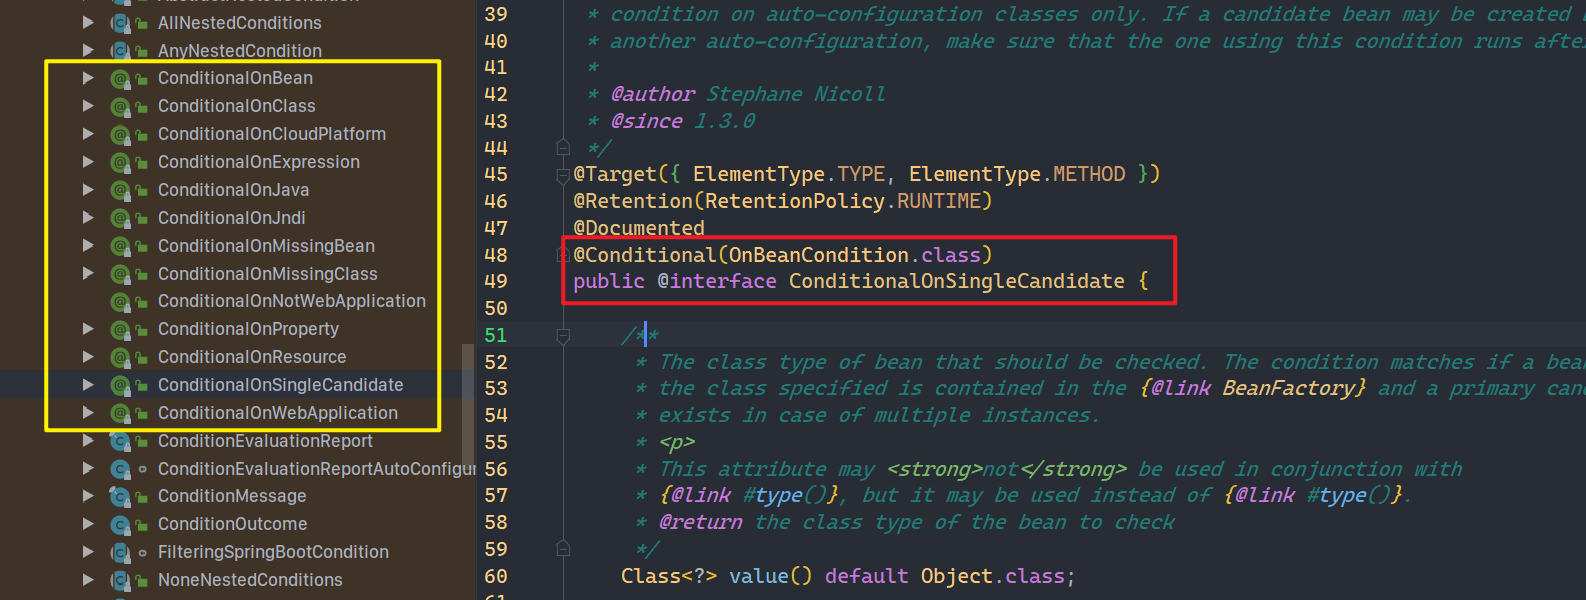 AbstractNestedCondition
AllNestedConditions
AnyNestedCondition
ConditionalOnBean
ConditionalOnClass
ConditionalOnCloudPlatform
ConditionalOnExpression
ConditionalOnJava
ConditionalOnJndi
ConditionalOnMissingBean
ConditionalOnMissingClass
ConditionalOnNotWebApplication
ConditionalOnProperty
ConditionalOnResource
ConditionalOnSingleCandidate
ConditionalOnWebApplication
ConditionEvaluationReport
ConditionEvaluationReportAutoConfigur
ConditionMessage
ConditionOutcome
FilteringSpringBootCondition
NoneNestedConditions
39 * condition on auto-configuration classes only. If a candidate bean may be created
40 * another auto-configuration, make sure that the one using this condition runs after
41 *
42 * @author Stephane Nicoll
43 * @since 1.3.0
44 */
45 @Target({ ElementType.TYPE, ElementType.METHOD })
46 @Retention(RetentionPolicy.RUNTIME)
47 @Documented
48 @Conditional(OnBeanCondition.class)
49 public @interface ConditionalOnSingleCandidate {
50
51 /**
52 * The class type of bean that should be checked. The condition matches if a bean
53 * the class specified is contained in the {@link BeanFactory} and a primary cand
54 * exists in case of multiple instances.
55 * <p>
56 * This attribute may <strong>not</strong> be used in conjunction with
57 * {@link #type()}, but it may be used instead of {@link #type()}.
58 * @return the class type of the bean to check
59 */
60 Class<?> value() default Object.class;
61